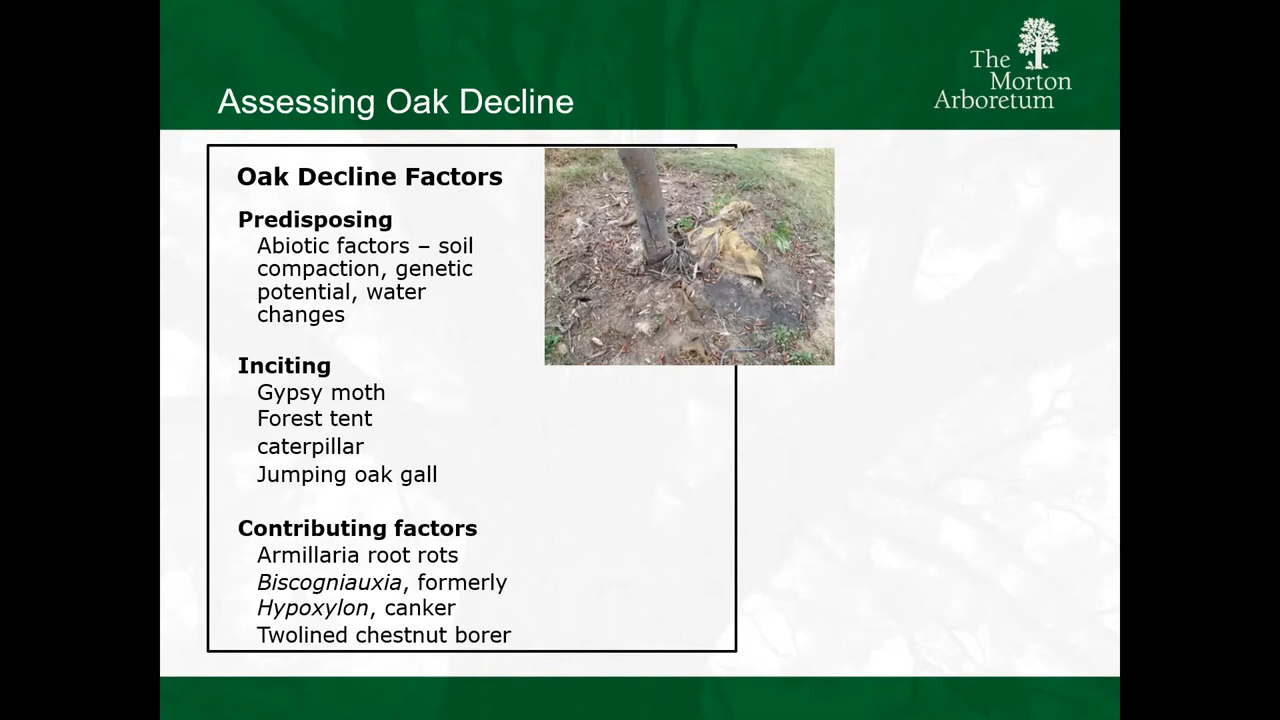 The
Morton
Arboretum
Assessing Oak Decline
Oak Decline Factors
Predisposing
Abiotic factors – soil
compaction, genetic
potential, water
changes
Inciting
Gypsy moth
Forest tent
caterpillar
Jumping oak gall
Contributing factors
Armillaria root rots
Biscogniauxia, formerly
Hypoxylon, canker
Twolined chestnut borer